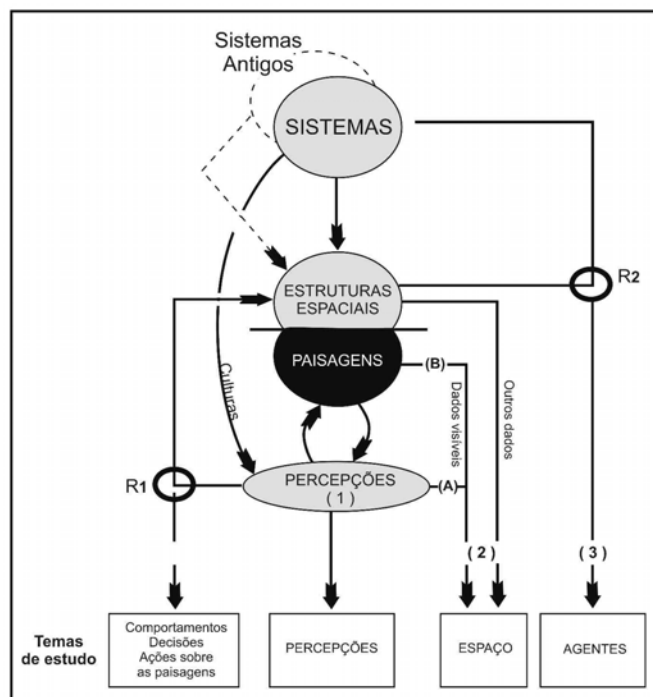 Sistemas
Antigos
SISTEMAS
ESTRUTURAS
ESPACIAIS
R2
PAISAGENS
(B)
Culturas
Dados visíveis
Outros dados
R1
PERCEPÇÕES
( 1 )
(A)
( 2 )
( 3 )
Temas
de estudo
Comportamentos
Decisões
Ações sobre
as paisagens
PERCEPÇÕES
ESPAÇO
AGENTES